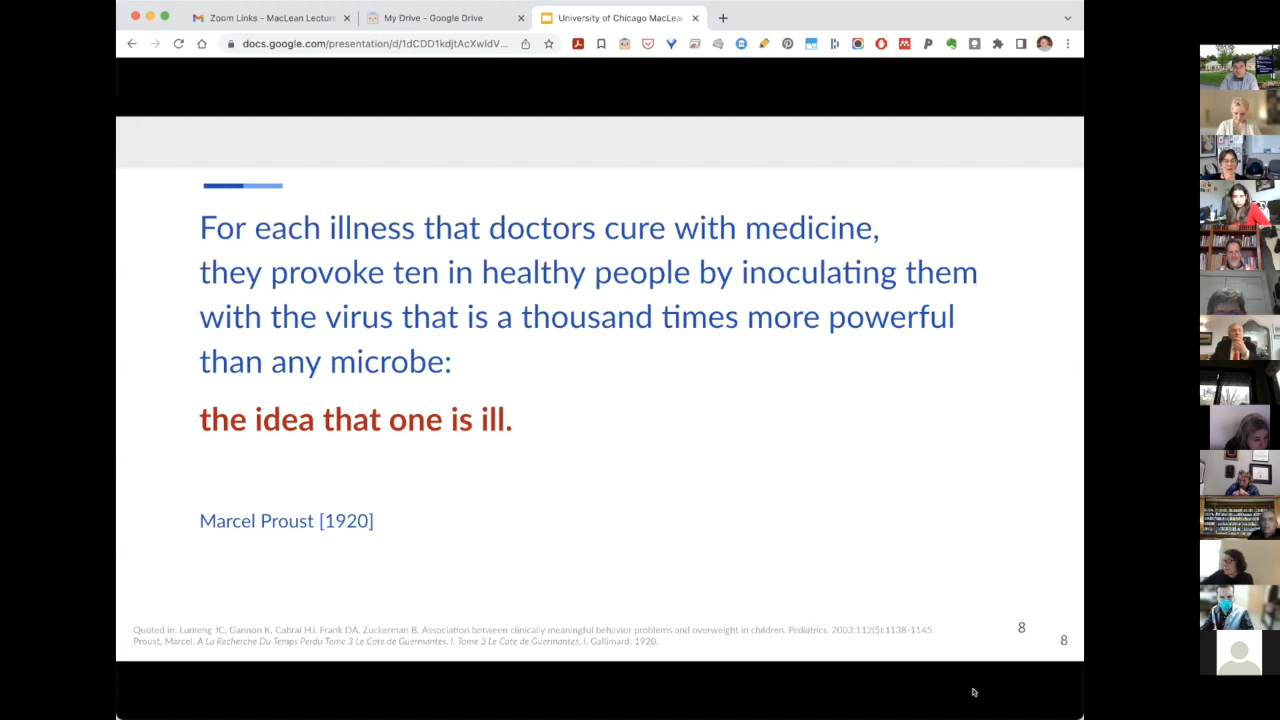 Zoom Links - MacLean Lectur
My Drive - Google Drive
University of Chicago MacLea
docs.google.com/presentation/d/1dCDD1kdjtAcXwIdV...
For each illness that doctors cure with medicine,
they provoke ten in healthy people by inoculating them
with the virus that is a thousand times more powerful
than any microbe:
the idea that one is ill.
Marcel Proust [1920]
Quoted in: Lumeng JC, Gannon K, Cabral HJ, Frank DA, Zuckerman B. Association between clinically meaningful behavior problems and overweight in children. Pediatrics. 2003;112(5):1138-1145.
Proust, Marcel. A La Recherche Du Temps Perdu Tome 3 Le Cote de Guermantes, I. Tome 3 Le Cote de Guermantes, I. Gallimard; 1920.
8
8